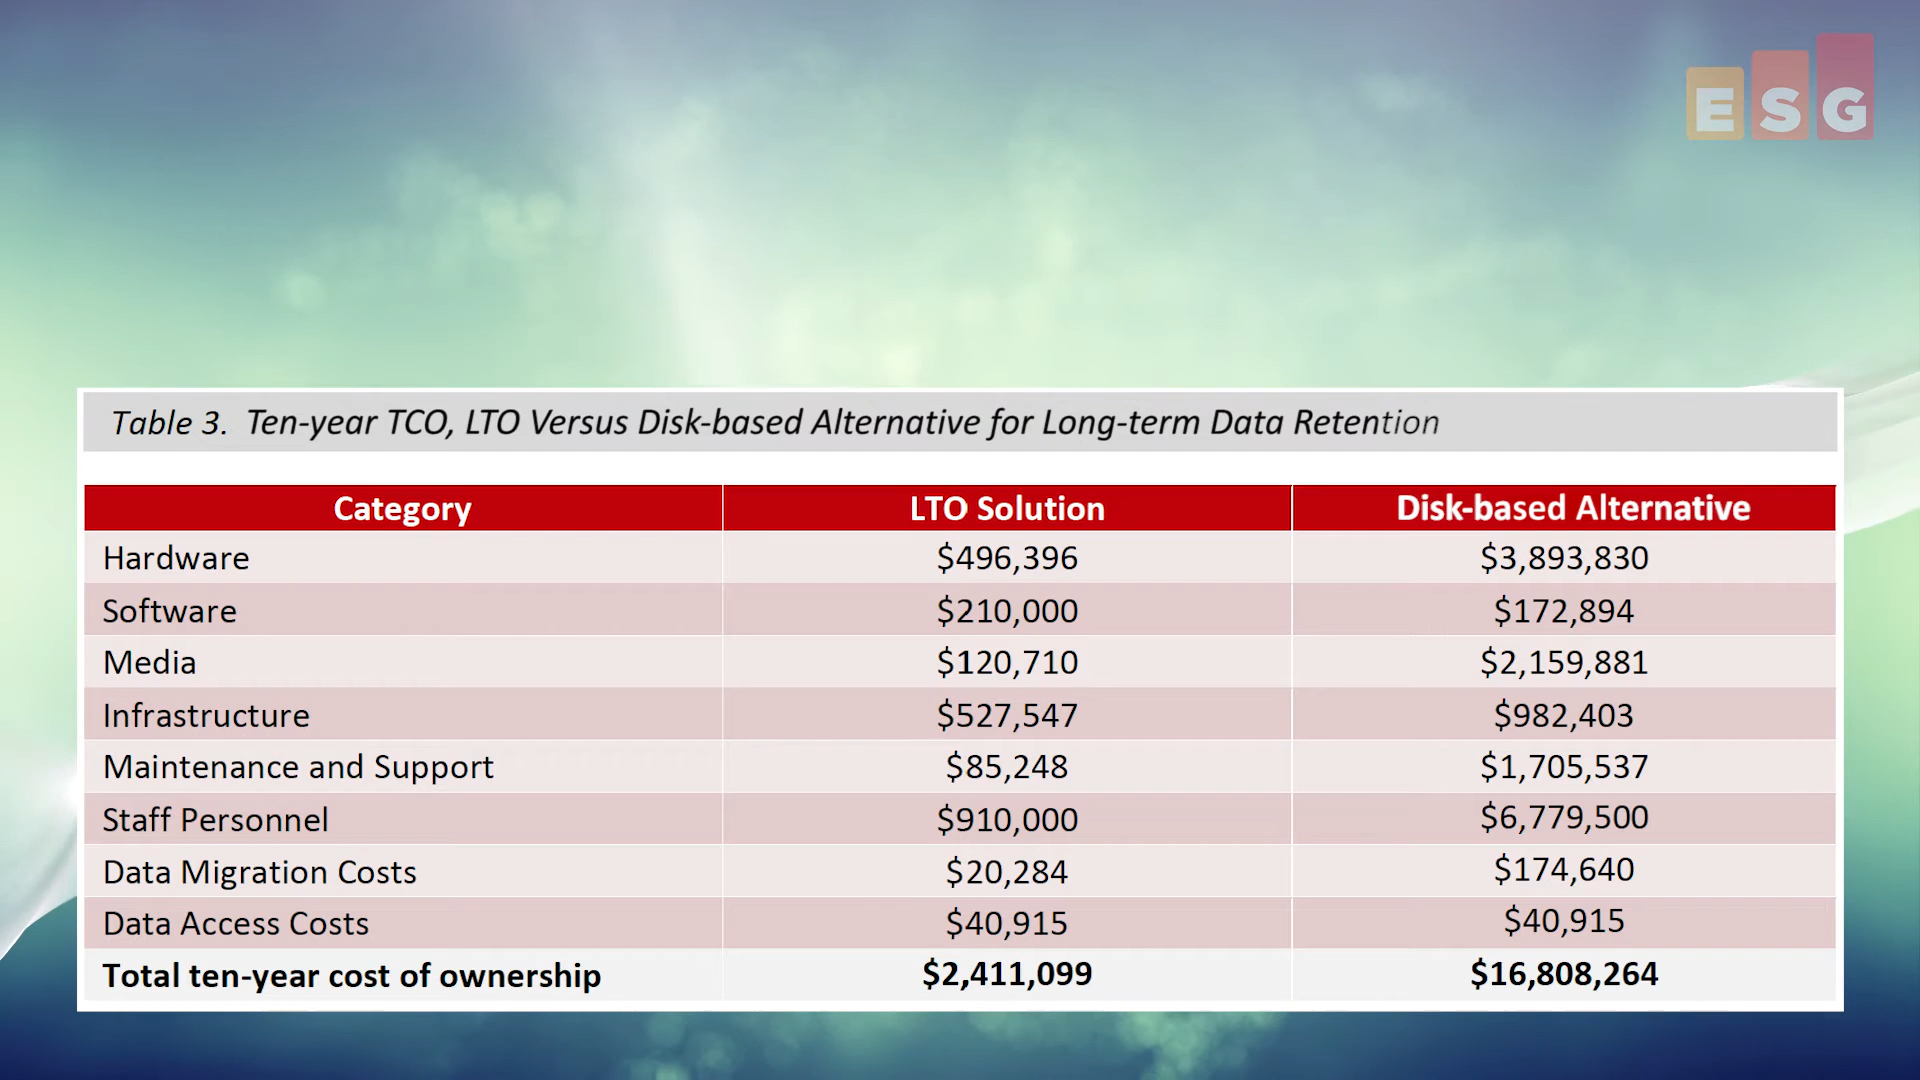 ESG
Table 3. Ten-year TCO, LTO Versus Disk-based Alternative for Long-term Data Retention
Category LTO Solution Disk-based Alternative
Hardware $496,396 $3,893,830
Software $210,000 $172,894
Media $120,710 $2,159,881
Infrastructure $527,547 $982,403
Maintenance and Support $85,248 $1,705,537
Staff Personnel $910,000 $6,779,500
Data Migration Costs $20,284 $174,640
Data Access Costs $40,915 $40,915
Total ten-year cost of ownership $2,411,099 $16,808,264